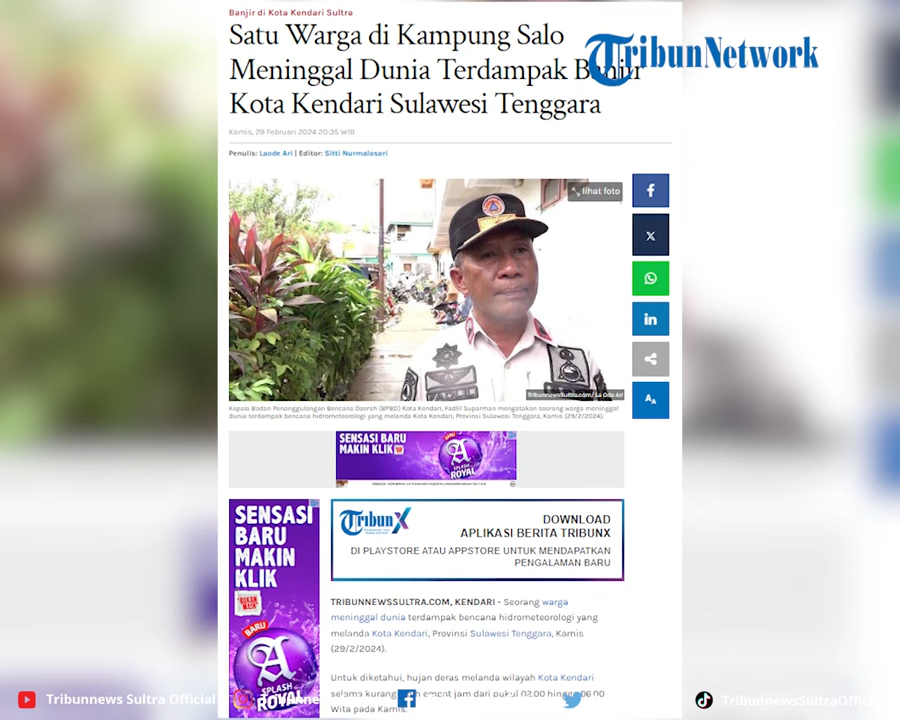 Banjir di Kota Kendari Sultra
Satu Warga di Kampung Salo
Meninggal Dunia Terdampak Banjir
Kota Kendari Sulawesi Tenggara
TribunNetwork
Kamis, 29 Februari 2024 20:35 WIB
Penulis: Laode Ari | Editor: Sitti Nurmalasari
lihat foto
TribunnewsSultra.com/ La Ode Ari
Kepala Badan Penanggulangan Bencana Daerah (BPBD) Kota Kendari, Fadlil Suparman mengatakan seorang warga meninggal
dunia terdampak bencana hidrometeorologi yang melanda Kota Kendari, Provinsi Sulawesi Tenggara, Kamis (29/2/2024).
SENSASI BARU
MAKIN KLIK
BARU
A
SPLASH
ROYAL
SENSASI
BARU
MAKIN
KLIK
BARU
A
SPLASH
ROYAL
TribunX
DOWNLOAD
APLIKASI BERITA TRIBUNX
DI PLAYSTORE ATAU APPSTORE UNTUK MENDAPATKAN
PENGALAMAN BARU
TRIBUNNEWSSULTRA.COM, KENDARI - Seorang warga
meninggal dunia terdampak bencana hidrometeorologi yang
melanda Kota Kendari, Provinsi Sulawesi Tenggara, Kamis
(29/2/2024).
Untuk diketahui, hujan deras melanda wilayah Kota Kendari
selama kurang empat jam dari pukul 02.00 hingga 06.00
Wita pada Kamis.
Tribunnews Sultra Official
TribunnewsSultraOffici